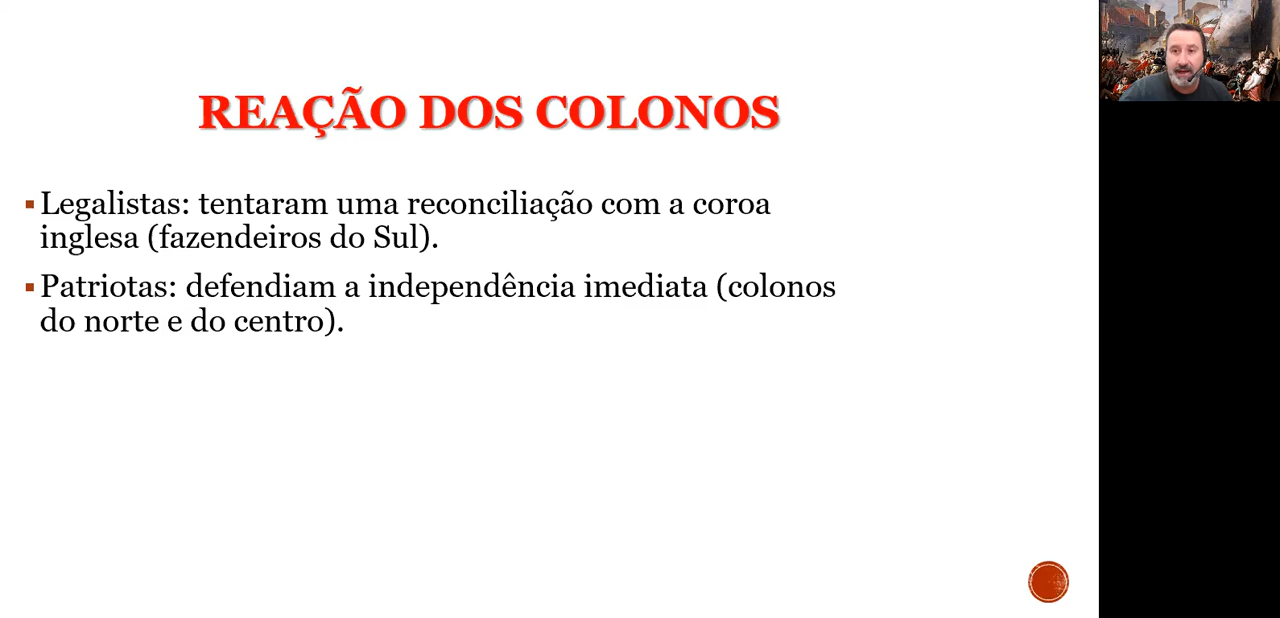 REAÇÃO DOS COLONOS
Legalistas: tentaram uma reconciliação com a coroa
inglesa (fazendeiros do Sul).
Patriotas: defendiam a independência imediata (colonos
do norte e do centro).